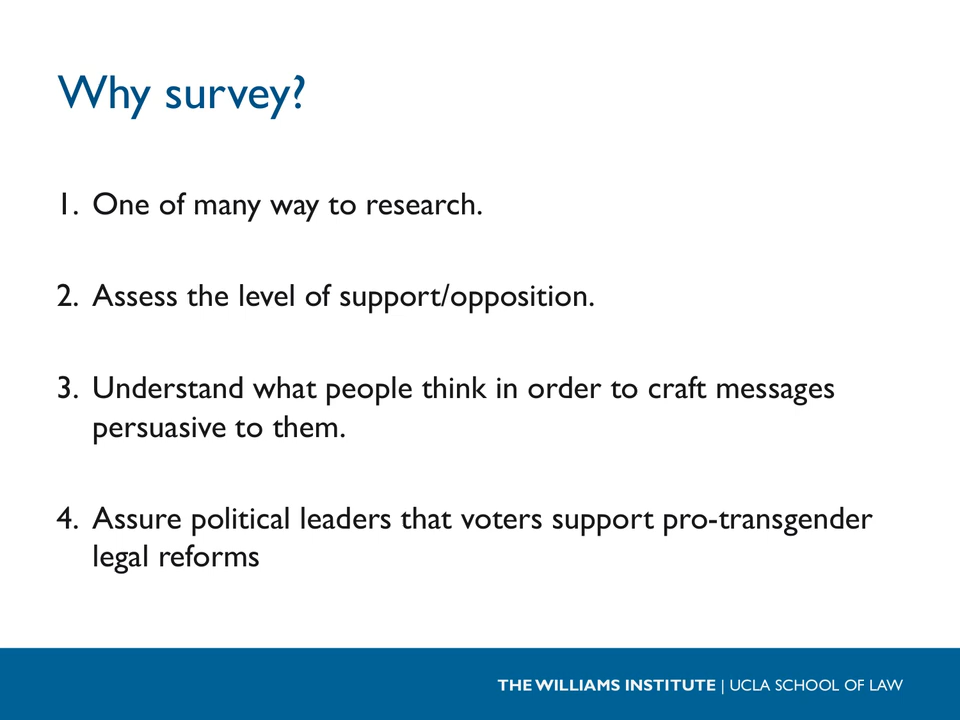 Why survey?
1. One of many way to research.
2. Assess the level of support/opposition.
3. Understand what people think in order to craft messages
persuasive to them.
4. Assure political leaders that voters support pro-transgender
legal reforms
THE WILLIAMS INSTITUTE | UCLA SCHOOL OF LAW